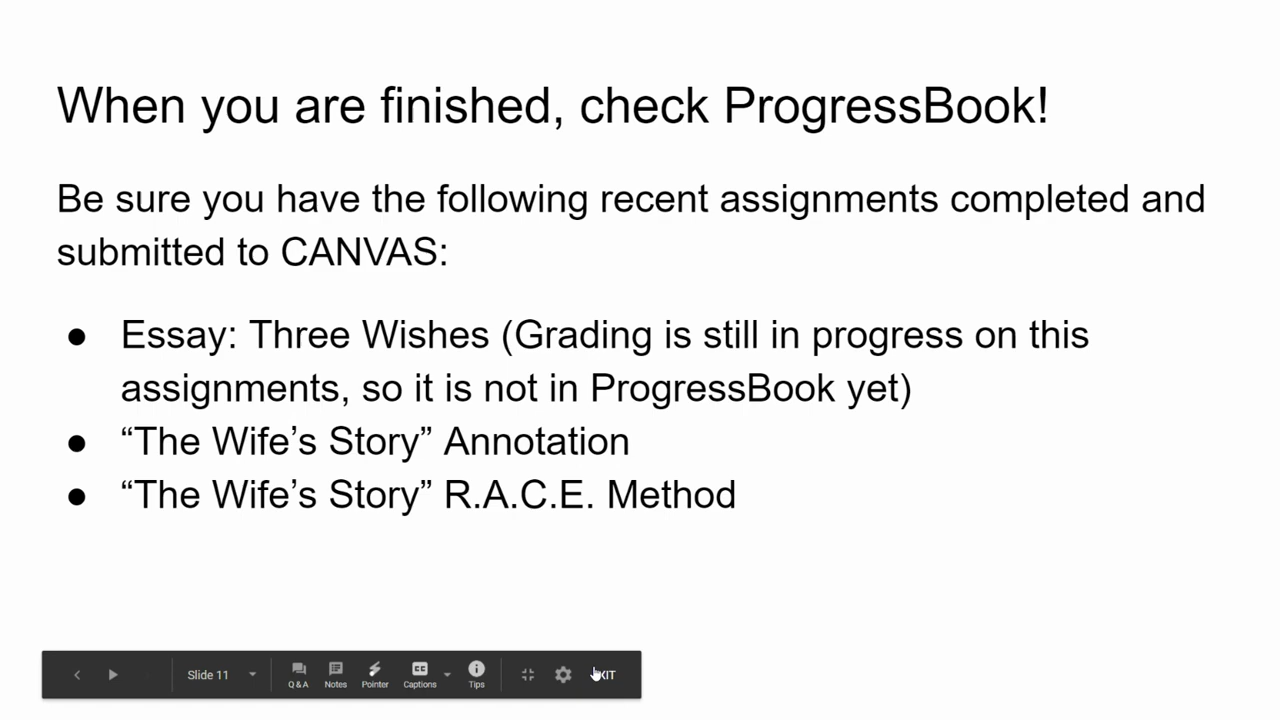 When you are finished, check ProgressBook!
Be sure you have the following recent assignments completed and
submitted to CANVAS:
● Essay: Three Wishes (Grading is still in progress on this
assignments, so it is not in ProgressBook yet)
● “The Wife’s Story” Annotation
● “The Wife’s Story” R.A.C.E. Method
Slide 11
Q & A
Notes
Pointer
Captions
Tips